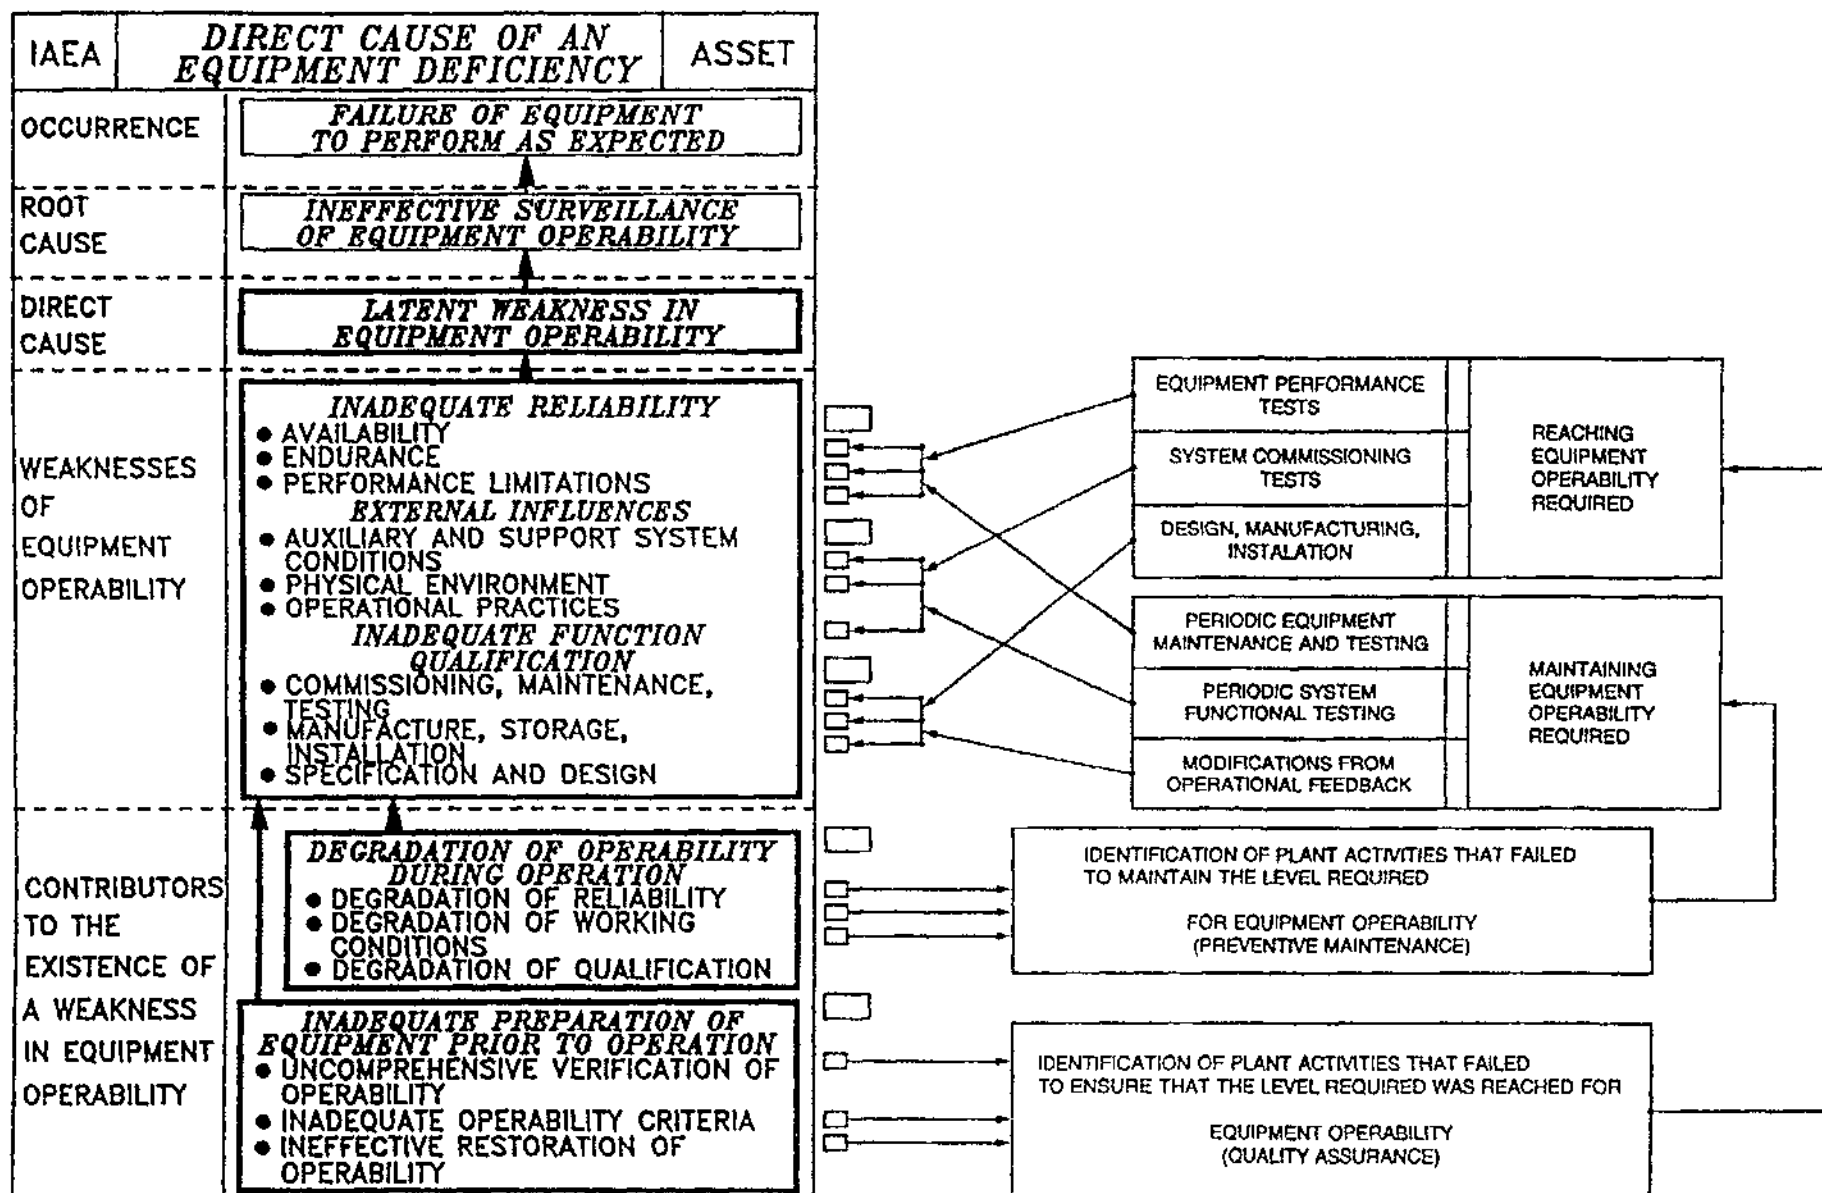 IAEA
DIRECT CAUSE OF AN
EQUIPMENT DEFICIENCY
ASSET
OCCURRENCE
FAILURE OF EQUIPMENT
TO PERFORM AS EXPECTED
ROOT
CAUSE
INEFFECTIVE SURVEILLANCE
OF EQUIPMENT OPERABILITY
DIRECT
CAUSE
LATENT WEAKNESS IN
EQUIPMENT OPERABILITY
WEAKNESSES
OF
EQUIPMENT
OPERABILITY
INADEQUATE RELIABILITY
● AVAILABILITY
● ENDURANCE
● PERFORMANCE LIMITATIONS
EXTERNAL INFLUENCES
● AUXILIARY AND SUPPORT SYSTEM
CONDITIONS
● PHYSICAL ENVIRONMENT
● OPERATIONAL PRACTICES
INADEQUATE FUNCTION
QUALIFICATION
● COMMISSIONING, MAINTENANCE,
TESTING
● MANUFACTURE, STORAGE,
INSTALLATION
● SPECIFICATION AND DESIGN
EQUIPMENT PERFORMANCE
TESTS
SYSTEM COMMISSIONING
TESTS
DESIGN, MANUFACTURING,
INSTALATION
REACHING
EQUIPMENT
OPERABILITY
REQUIRED
PERIODIC EQUIPMENT
MAINTENANCE AND TESTING
PERIODIC SYSTEM
FUNCTIONAL TESTING
MODIFICATIONS FROM
OPERATIONAL FEEDBACK
MAINTAINING
EQUIPMENT
OPERABILITY
REQUIRED
CONTRIBUTORS
TO THE
EXISTENCE OF
A WEAKNESS
IN EQUIPMENT
OPERABILITY
DEGRADATION OF OPERABILITY
DURING OPERATION
● DEGRADATION OF RELIABILITY
● DEGRADATION OF WORKING
CONDITIONS
● DEGRADATION OF QUALIFICATION
IDENTIFICATION OF PLANT ACTIVITIES THAT FAILED
TO MAINTAIN THE LEVEL REQUIRED
FOR EQUIPMENT OPERABILITY
(PREVENTIVE MAINTENANCE)
INADEQUATE PREPARATION OF
EQUIPMENT PRIOR TO OPERATION
● UNCOMPREHENSIVE VERIFICATION OF
OPERABILITY
● INADEQUATE OPERABILITY CRITERIA
● INEFFECTIVE RESTORATION OF
OPERABILITY
IDENTIFICATION OF PLANT ACTIVITIES THAT FAILED
TO ENSURE THAT THE LEVEL REQUIRED WAS REACHED FOR
EQUIPMENT OPERABILITY
(QUALITY ASSURANCE)